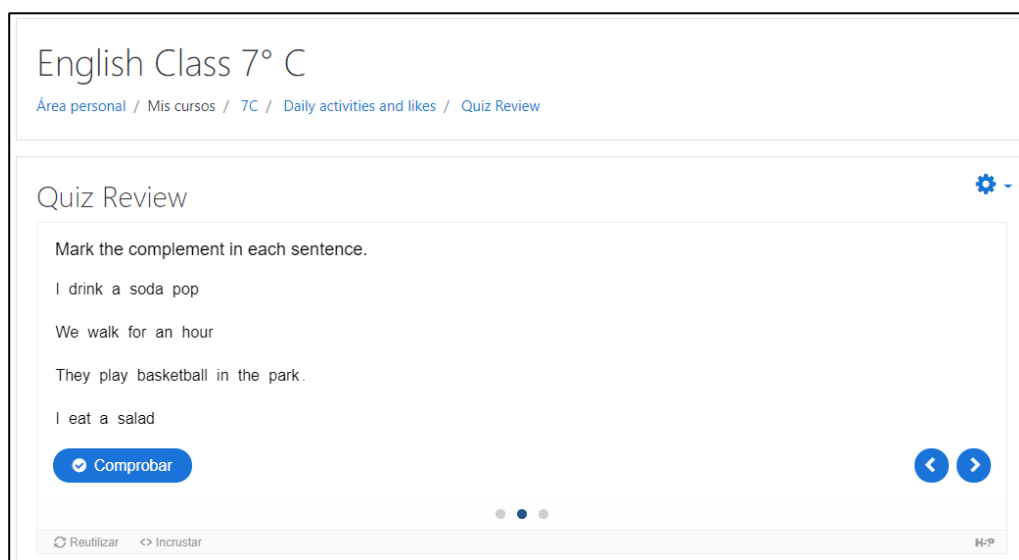 English Class 7° C
Área personal / Mis cursos / 7C / Daily activities and likes / Quiz Review
Quiz Review
Mark the complement in each sentence.
I drink a soda pop
We walk for an hour
They play basketball in the park.
I eat a salad
Comprobar
Reutilizar <> Incrustar
H5P